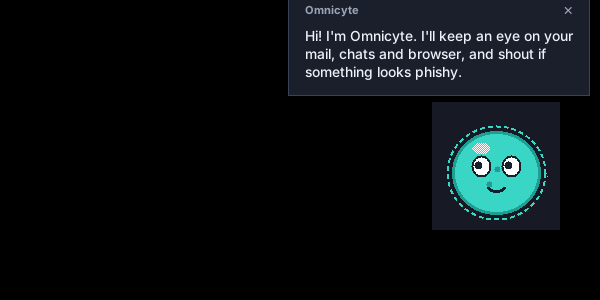 Omnicyte ×
Hi! I'm Omnicyte. I'll keep an eye on your
mail, chats and browser, and shout if
something looks phishy.